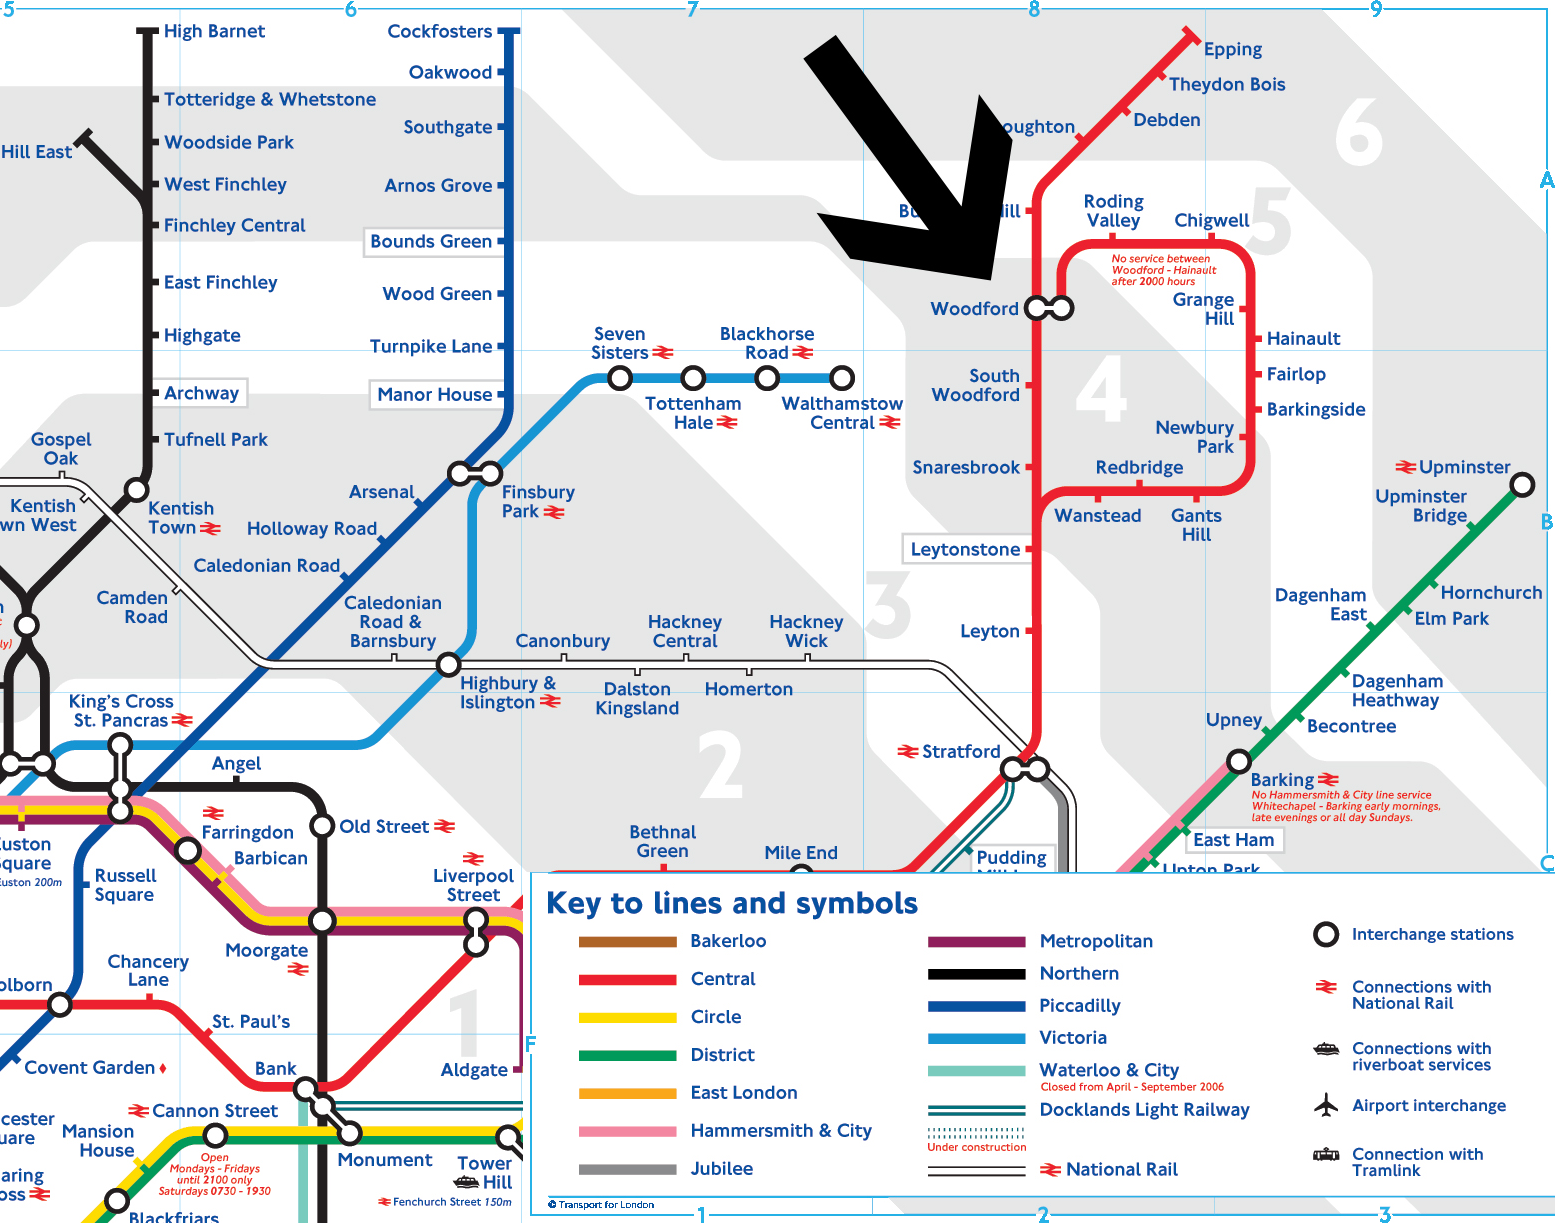 5
6
7
8
9
High Barnet
Totteridge & Whetstone
Woodside Park
Hill East
West Finchley
Finchley Central
East Finchley
Highgate
Archway
Tufnell Park
Gospel
Oak
Kentish
wn West
Kentish
Town
Camden
Road
Cockfosters
Oakwood
Southgate
Arnos Grove
Bounds Green
Wood Green
Turnpike Lane
Manor House
Arsenal
Holloway Road
Caledonian Road
Finsbury
Park
Seven
Sisters
Blackhorse
Road
Tottenham
Hale
Walthamstow
Central
Caledonian
Road &
Barnsbury
Highbury &
Islington
Canonbury
Hackney
Central
Hackney
Wick
Dalston
Kingsland
Homerton
Epping
Theydon Bois
Debden
oughton
ill
Woodford
South
Woodford
Snaresbrook
Leytonstone
Leyton
Stratford
Roding
Valley
Chigwell
No service between
Woodford - Hainault
after 2000 hours
Grange
Hill
Hainault
Fairlop
Barkingside
Newbury
Park
Redbridge
Wanstead
Gants
Hill
6
5
4
3
2
1
A
B
C
Upminster
Upminster
Bridge
Hornchurch
Elm Park
Dagenham
East
Dagenham
Heathway
Becontree
Upney
Barking
No Hammersmith & City line service
Whitechapel - Barking early mornings,
late evenings or all day Sundays.
East Ham
Upton Park
Pudding
Bethnal
Green
Mile End
King's Cross
St. Pancras
Angel
Old Street
Farringdon
Barbican
Euston
Square
Euston 200m
Russell
Square
Liverpool
Street
Moorgate
Chancery
Lane
olborn
St. Paul's
Covent Garden
Bank
Aldgate
Cannon Street
Mansion
House
cester
uare
aring
oss
Open
Mondays - Fridays
until 2100 only
Saturdays 0730 - 1930
Blackfriars
Monument
Tower
Hill
Fenchurch Street 150m
F
Key to lines and symbols
Bakerloo
Central
Circle
District
East London
Hammersmith & City
Jubilee
Metropolitan
Northern
Piccadilly
Victoria
Waterloo & City
Closed from April - September 2006
Docklands Light Railway
Under construction
National Rail
Interchange stations
Connections with
National Rail
Connections with
riverboat services
Airport interchange
Connection with
Tramlink
© Transport for London
1
2
3